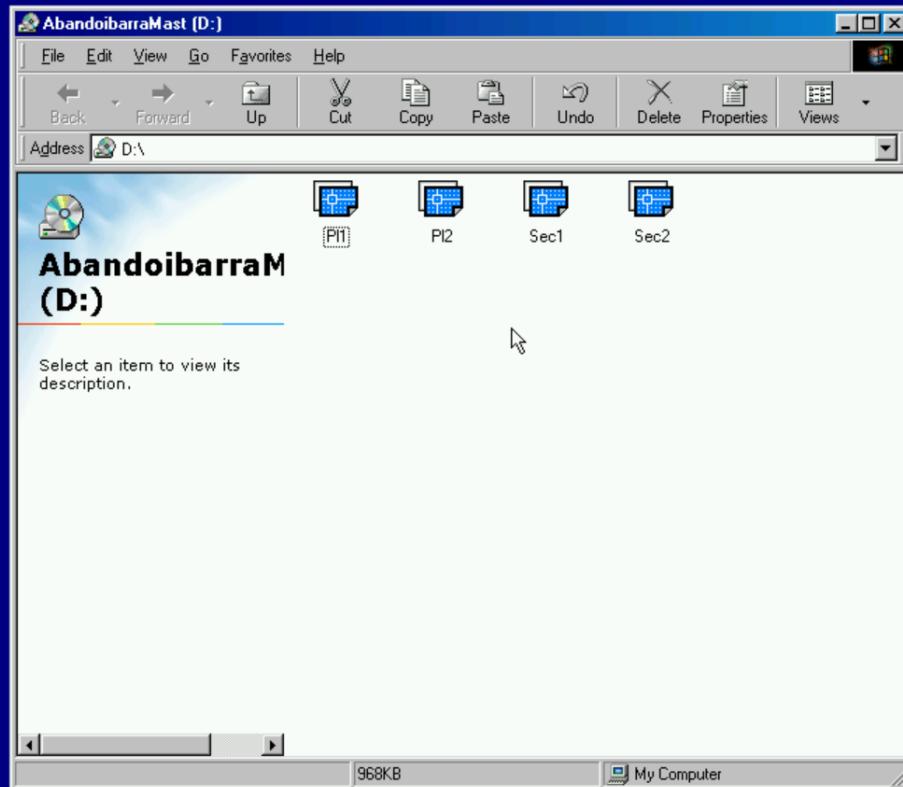 AbandoibarraMast (D:)
File Edit View Go Favorites Help
Back Forward Up Cut Copy Paste Undo Delete Properties Views
Address D:\
Pl1 Pl2 Sec1 Sec2
AbandoibarraM
(D:)
Select an item to view its
description.
968KB My Computer